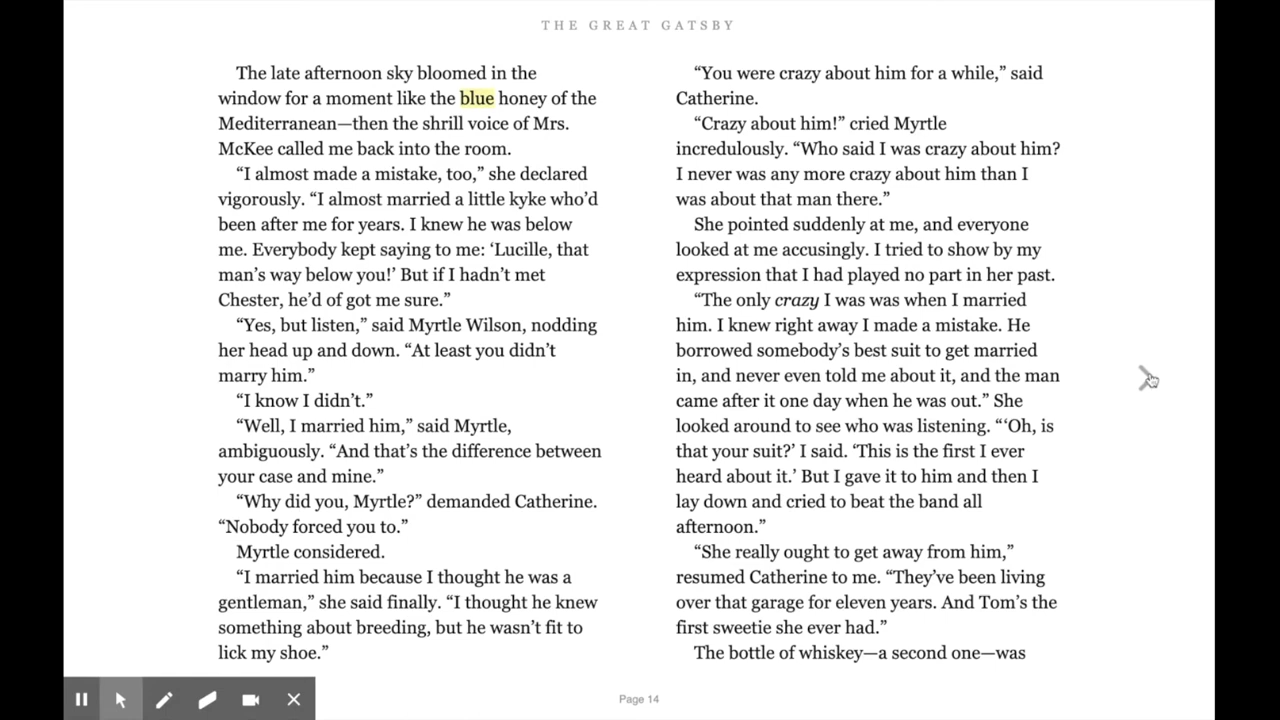 THE GREAT GATSBY
The late afternoon sky bloomed in the
window for a moment like the blue honey of the
Mediterranean—then the shrill voice of Mrs.
McKee called me back into the room.
“I almost made a mistake, too,” she declared
vigorously. “I almost married a little kyke who’d
been after me for years. I knew he was below
me. Everybody kept saying to me: ‘Lucille, that
man’s way below you!’ But if I hadn’t met
Chester, he’d of got me sure.”
“Yes, but listen,” said Myrtle Wilson, nodding
her head up and down. “At least you didn’t
marry him.”
“I know I didn’t.”
“Well, I married him,” said Myrtle,
ambiguously. “And that’s the difference between
your case and mine.”
“Why did you, Myrtle?” demanded Catherine.
“Nobody forced you to.”
Myrtle considered.
“I married him because I thought he was a
gentleman,” she said finally. “I thought he knew
something about breeding, but he wasn’t fit to
lick my shoe.”
“You were crazy about him for a while,” said
Catherine.
“Crazy about him!” cried Myrtle
incredulously. “Who said I was crazy about him?
I never was any more crazy about him than I
was about that man there.”
She pointed suddenly at me, and everyone
looked at me accusingly. I tried to show by my
expression that I had played no part in her past.
“The only crazy I was was when I married
him. I knew right away I made a mistake. He
borrowed somebody’s best suit to get married
in, and never even told me about it, and the man
came after it one day when he was out.” She
looked around to see who was listening. “‘Oh, is
that your suit?’ I said. ‘This is the first I ever
heard about it.’ But I gave it to him and then I
lay down and cried to beat the band all
afternoon.”
“She really ought to get away from him,”
resumed Catherine to me. “They’ve been living
over that garage for eleven years. And Tom’s the
first sweetie she ever had.”
The bottle of whiskey—a second one—was
Page 14